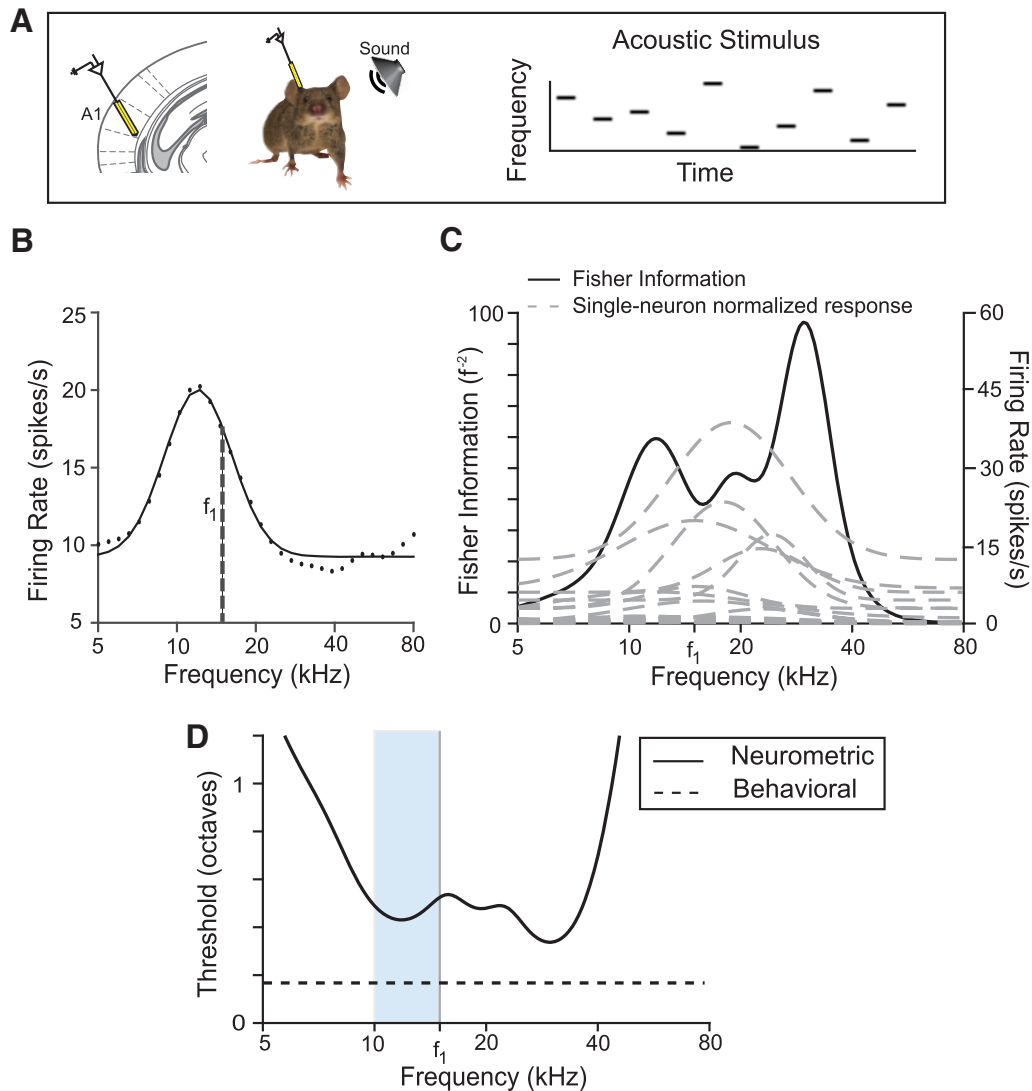 A
A1
Sound
Acoustic Stimulus
Frequency
Time
B
25
20
15
10
5
Firing Rate (spikes/s)
f1
5 10 20 40 80
Frequency (kHz)
C
Fisher Information
Single-neuron normalized response
100
0
Fisher Information (f-2)
60
45
30
15
0
Firing Rate (spikes/s)
5 10 f1 20 40 80
Frequency (kHz)
D
1
0
Threshold (octaves)
5 10 f1 20 40 80
Frequency (kHz)
Neurometric
Behavioral